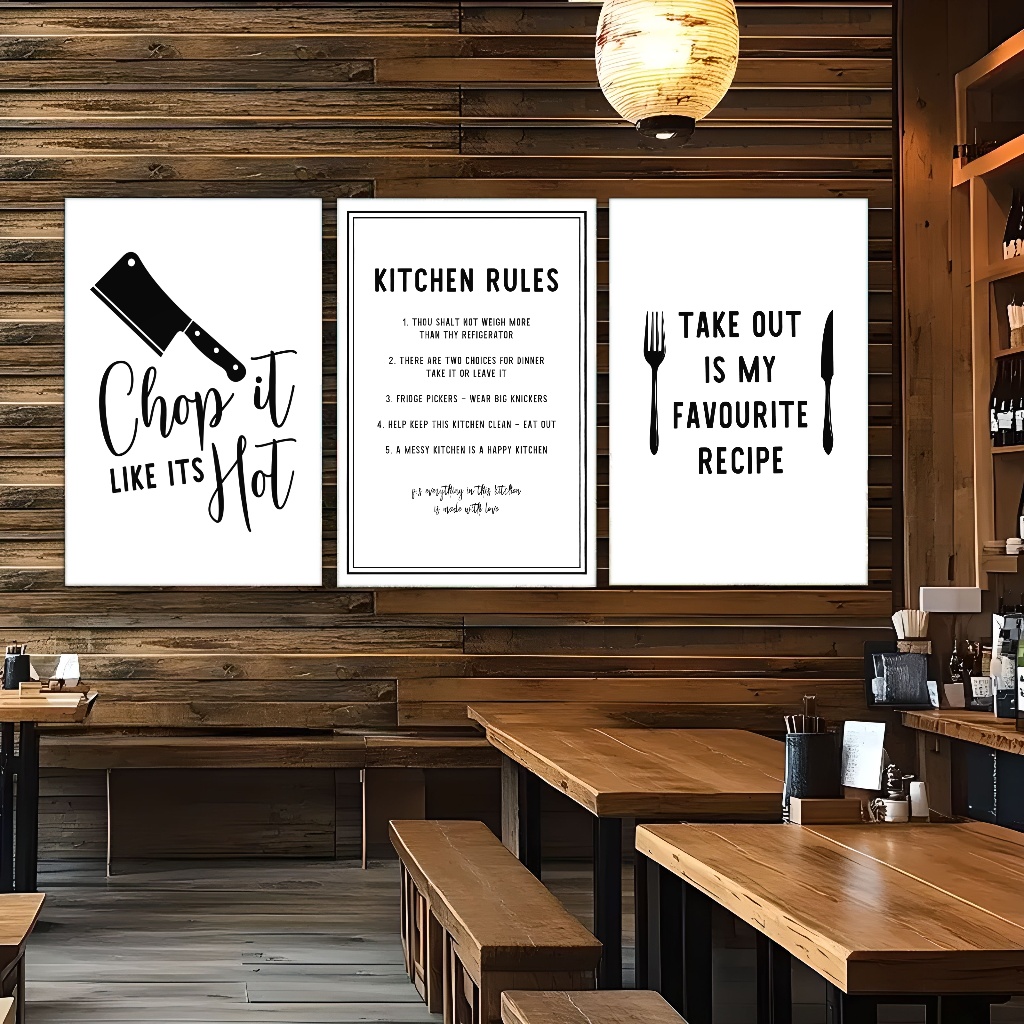 Chop it
LIKE ITS Hot
KITCHEN RULES
1. THOU SHALT NOT WEIGH MORE
THAN THY REFIGERATOR
2. THERE ARE TWO CHOICES FOR DINNER
TAKE IT OR LEAVE IT
3. FRIDGE PICKERS - WEAR BIG KNICKERS
4. HELP KEEP THIS KITCHEN CLEAN - EAT OUT
5. A MESSY KITCHEN IS A HAPPY KITCHEN
p.s everything in this kitchen
is made with love
TAKE OUT
IS MY
FAVOURITE
RECIPE